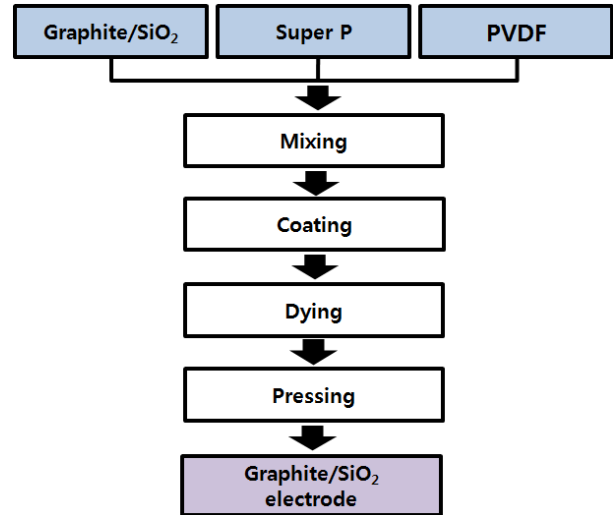 Graphite/SiO₂
Super P
PVDF
Mixing
Coating
Dying
Pressing
Graphite/SiO₂
electrode